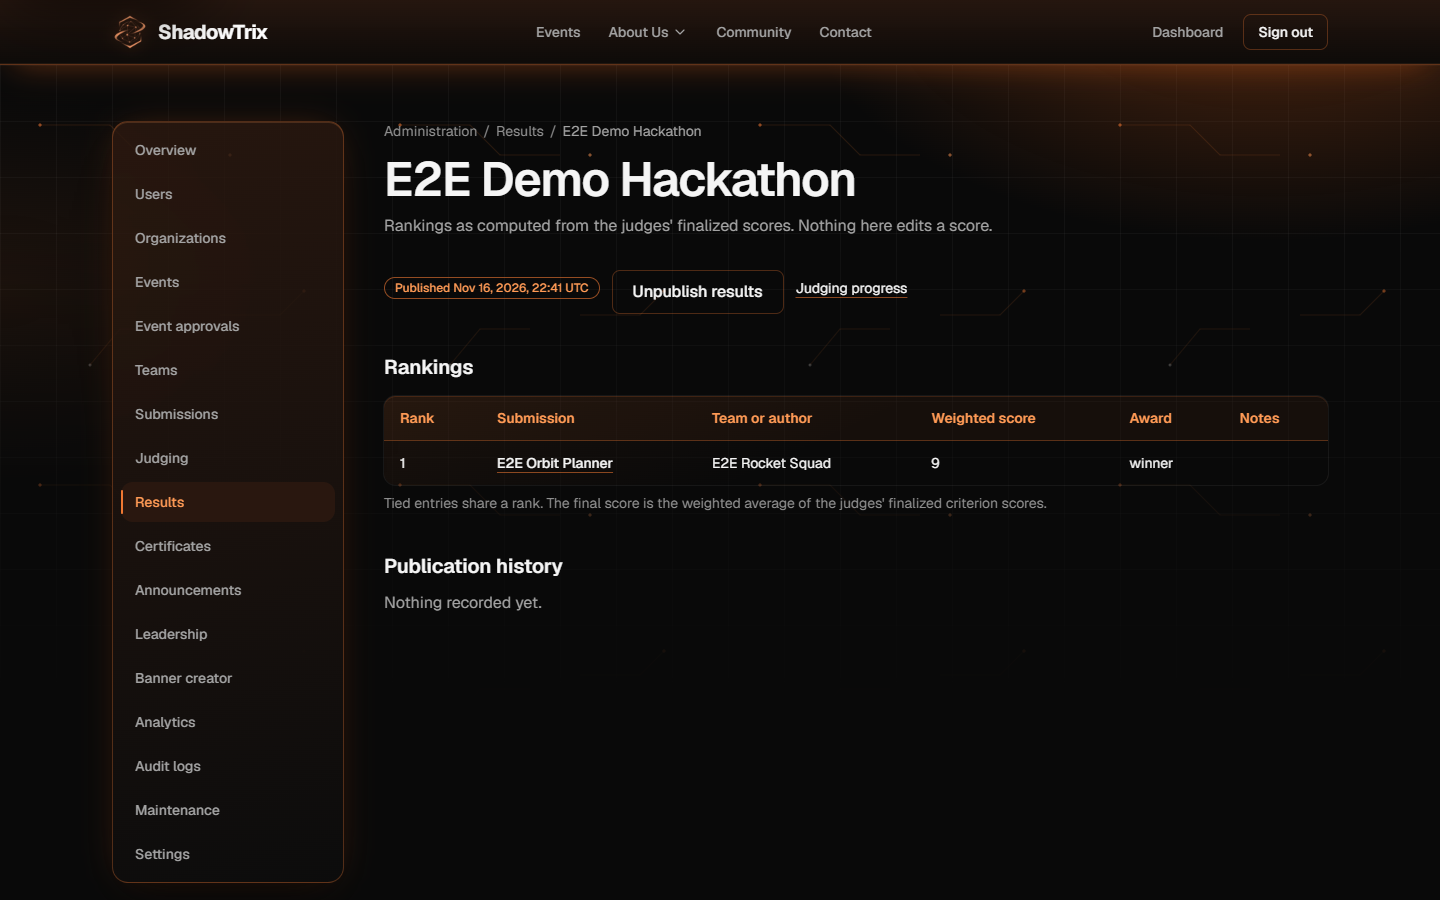 ShadowTrix
Events
About Us
Community
Contact
Dashboard
Sign out
Overview
Users
Organizations
Events
Event approvals
Teams
Submissions
Judging
Results
Certificates
Announcements
Leadership
Banner creator
Analytics
Audit logs
Maintenance
Settings
Administration / Results / E2E Demo Hackathon
E2E Demo Hackathon
Rankings as computed from the judges' finalized scores. Nothing here edits a score.
Published Nov 16, 2026, 22:41 UTC
Unpublish results
Judging progress
Rankings
Rank Submission Team or author Weighted score Award Notes
1 E2E Orbit Planner E2E Rocket Squad 9 winner
Tied entries share a rank. The final score is the weighted average of the judges' finalized criterion scores.
Publication history
Nothing recorded yet.